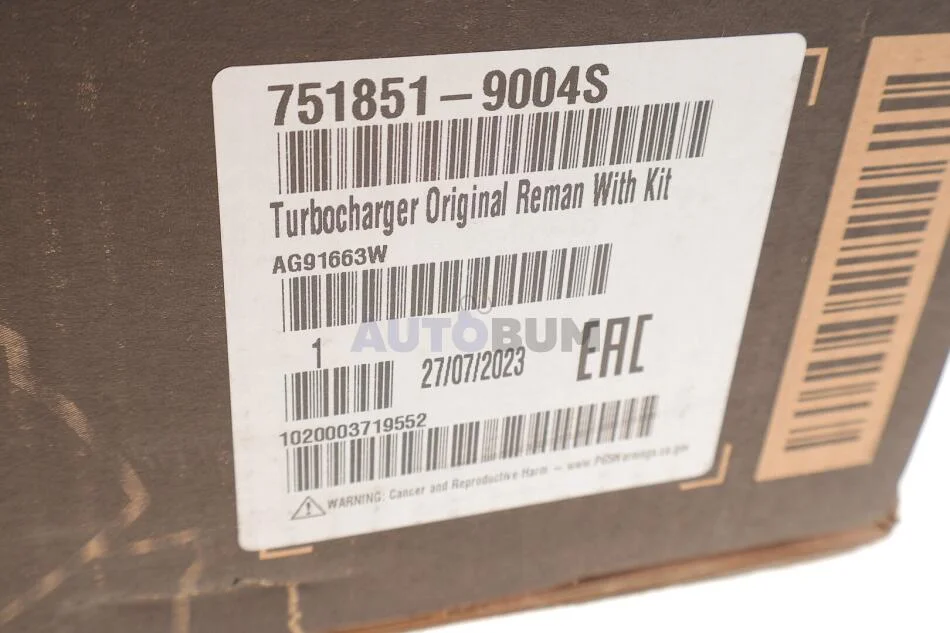 751851-9004S
Turbocharger Original Reman With Kit
AG91663W
AUTOBUM
1
27/07/2023
EAC
1020003719552
WARNING: Cancer and Reproductive Harm - www.P65Warnings.ca.gov